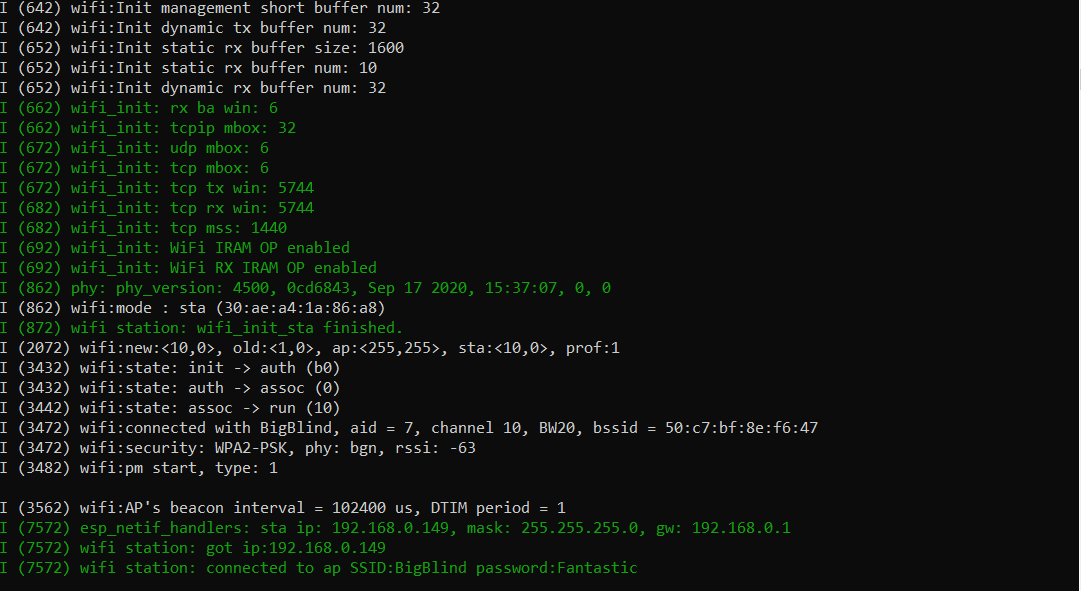 I (642) wifi:Init management short buffer num: 32
I (642) wifi:Init dynamic tx buffer num: 32
I (652) wifi:Init static rx buffer size: 1600
I (652) wifi:Init static rx buffer num: 10
I (652) wifi:Init dynamic rx buffer num: 32
I (662) wifi_init: rx ba win: 6
I (662) wifi_init: tcpip mbox: 32
I (672) wifi_init: udp mbox: 6
I (672) wifi_init: tcp mbox: 6
I (672) wifi_init: tcp tx win: 5744
I (682) wifi_init: tcp rx win: 5744
I (682) wifi_init: tcp mss: 1440
I (692) wifi_init: WiFi IRAM OP enabled
I (692) wifi_init: WiFi RX IRAM OP enabled
I (862) phy: phy_version: 4500, 0cd6843, Sep 17 2020, 15:37:07, 0, 0
I (862) wifi:mode : sta (30:ae:a4:1a:86:a8)
I (872) wifi station: wifi_init_sta finished.
I (2072) wifi:new:<10,0>, old:<1,0>, ap:<255,255>, sta:<10,0>, prof:1
I (3432) wifi:state: init -> auth (b0)
I (3432) wifi:state: auth -> assoc (0)
I (3442) wifi:state: assoc -> run (10)
I (3472) wifi:connected with BigBlind, aid = 7, channel 10, BW20, bssid = 50:c7:bf:8e:f6:47
I (3472) wifi:security: WPA2-PSK, phy: bgn, rssi: -63
I (3482) wifi:pm start, type: 1
I (3562) wifi:AP's beacon interval = 102400 us, DTIM period = 1
I (7572) esp_netif_handlers: sta ip: 192.168.0.149, mask: 255.255.255.0, gw: 192.168.0.1
I (7572) wifi station: got ip:192.168.0.149
I (7572) wifi station: connected to ap SSID:BigBlind password:Fantastic